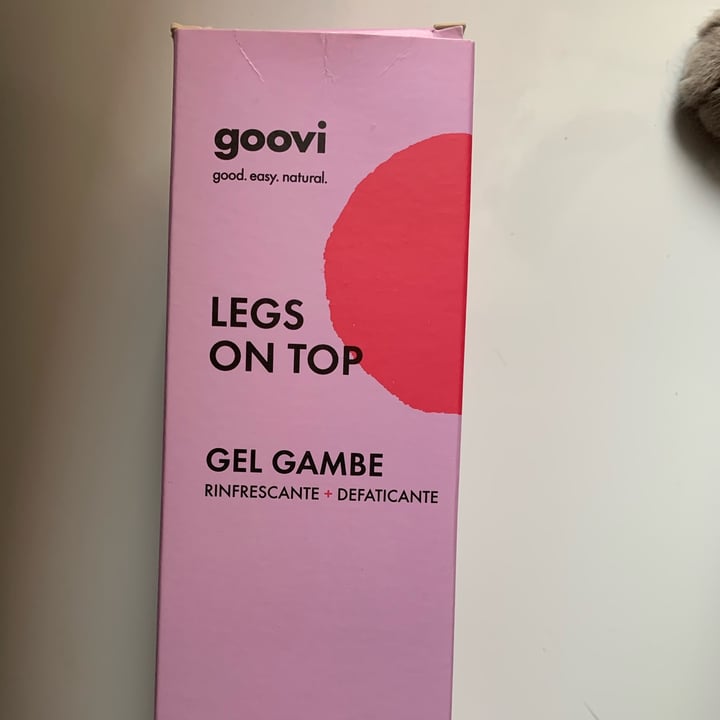 goovi
good. easy. natural.
LEGS
ON TOP
GEL GAMBE
RINFRESCANTE + DEFATICANTE